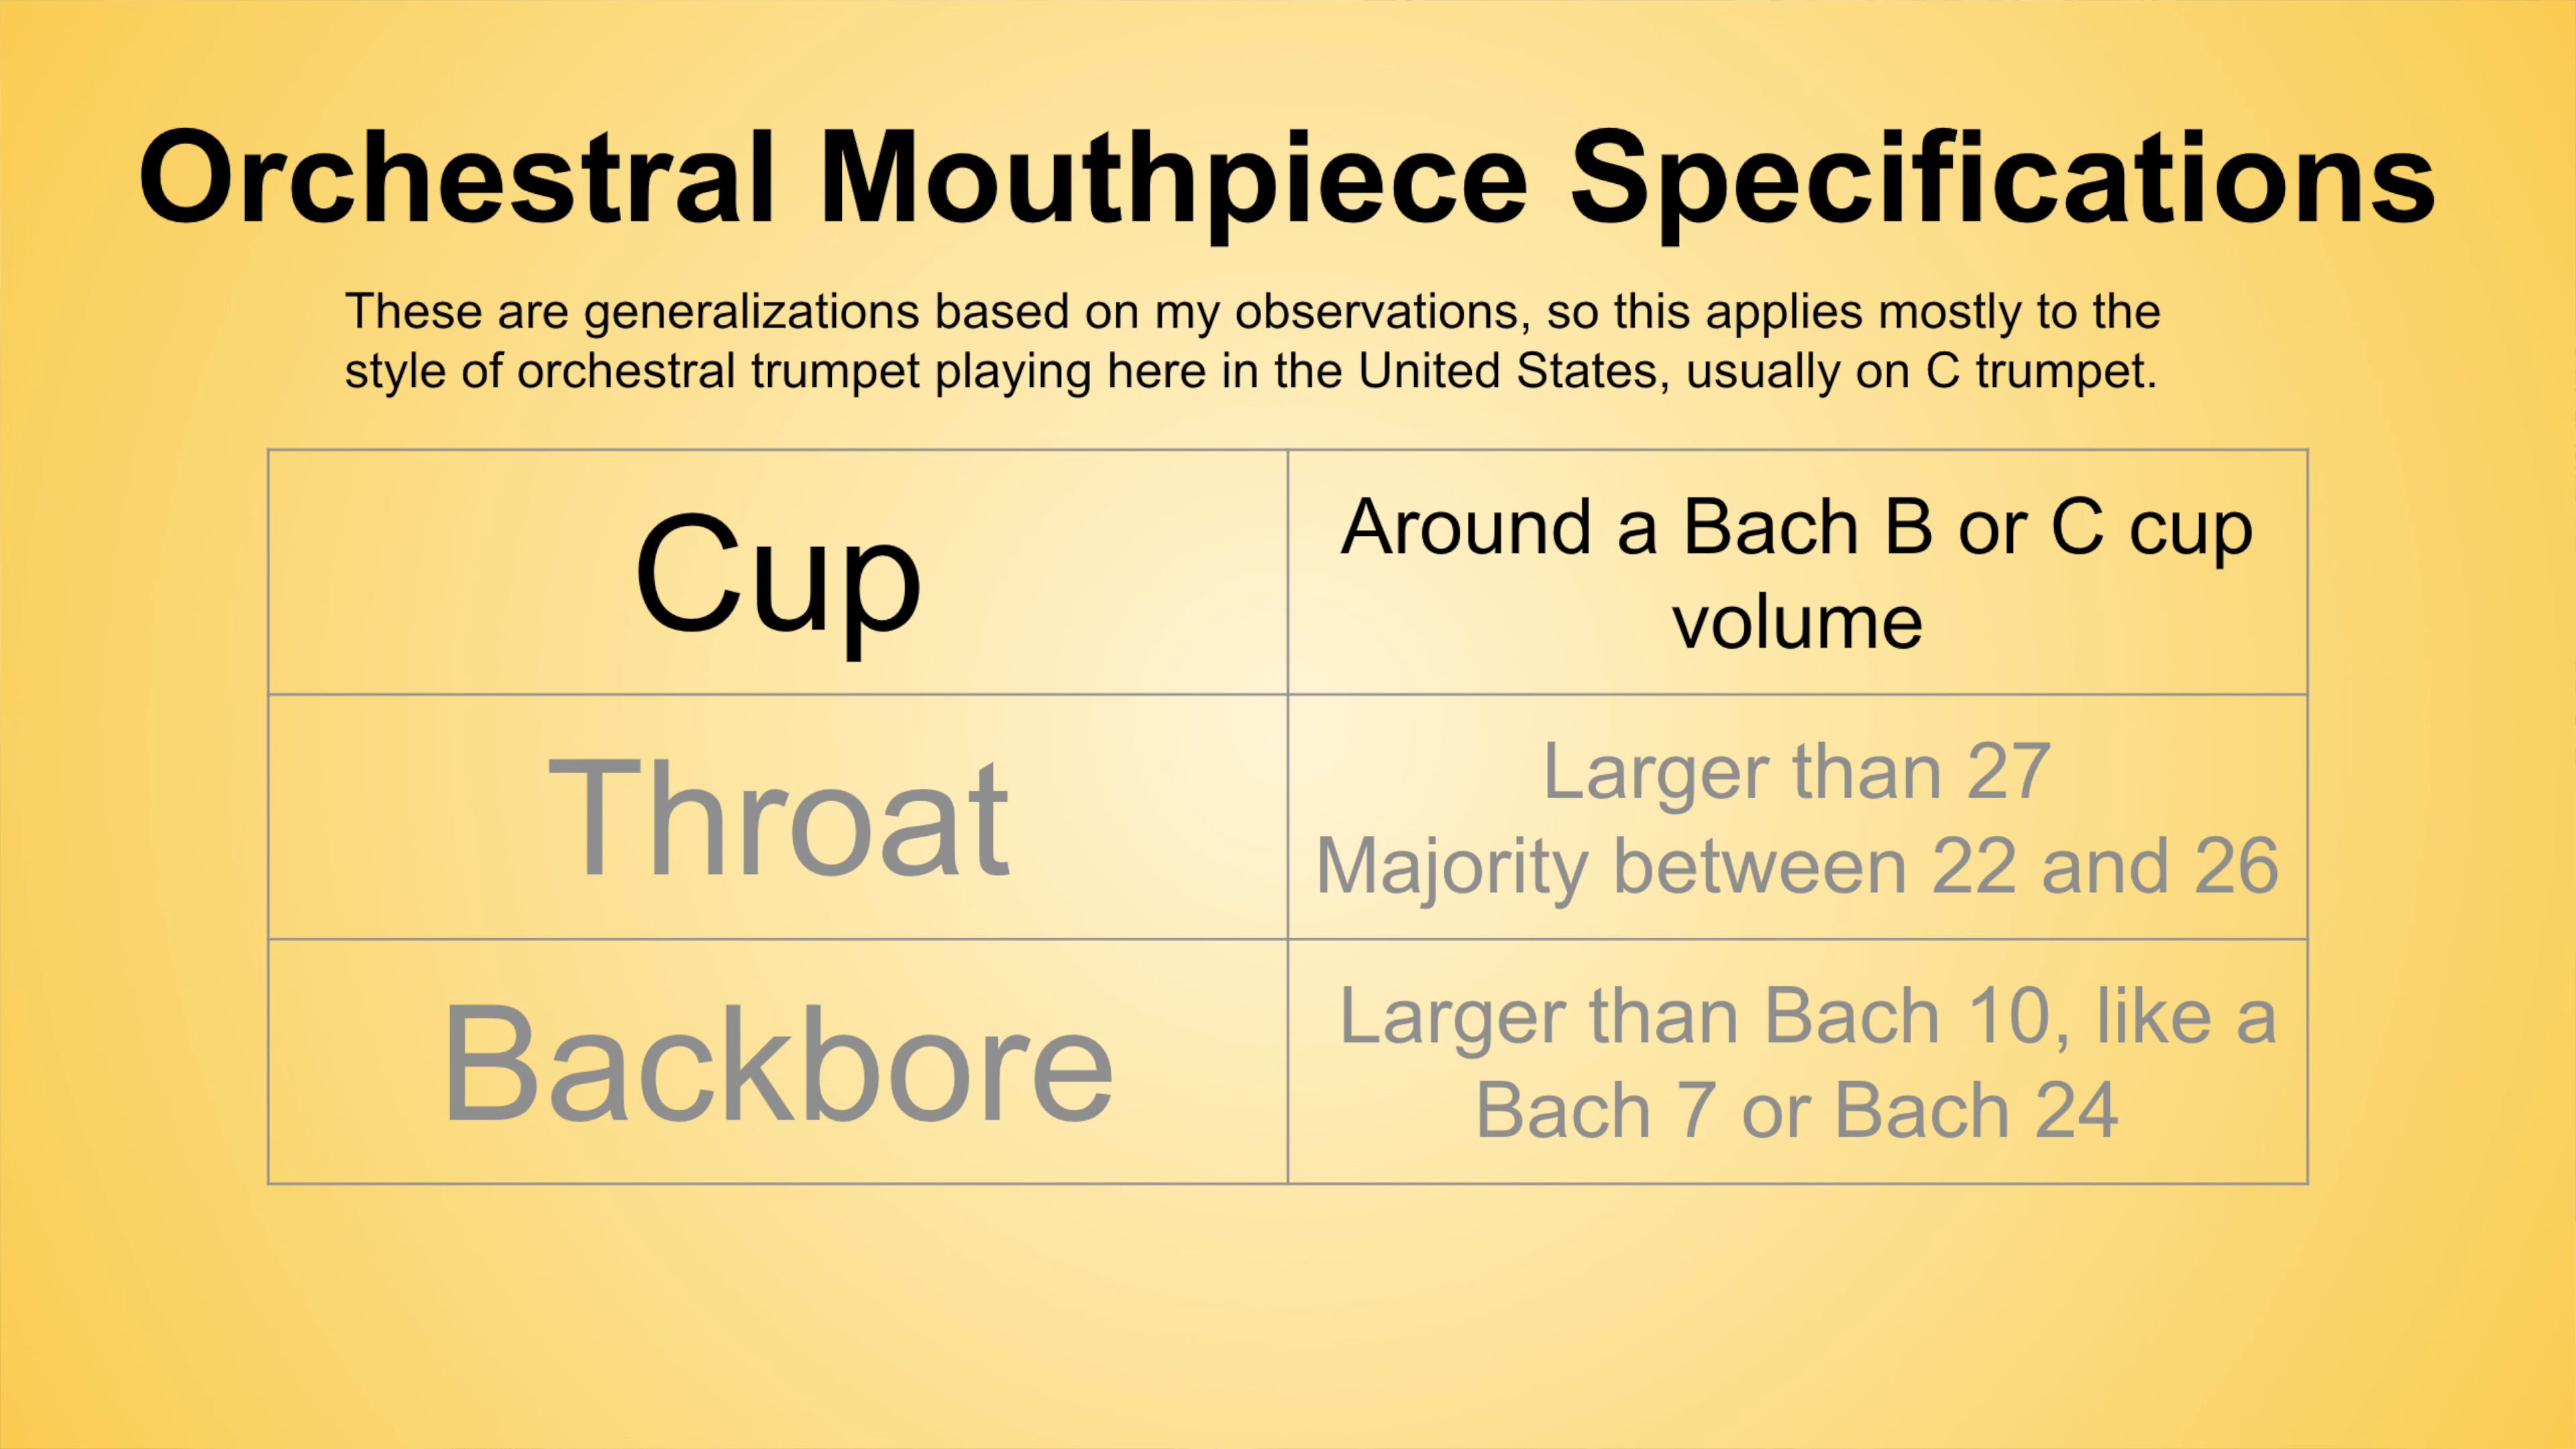 Orchestral Mouthpiece Specifications
These are generalizations based on my observations, so this applies mostly to the
style of orchestral trumpet playing here in the United States, usually on C trumpet.
Cup
Around a Bach B or C cup
volume
Throat
Larger than 27
Majority between 22 and 26
Backbore
Larger than Bach 10, like a
Bach 7 or Bach 24